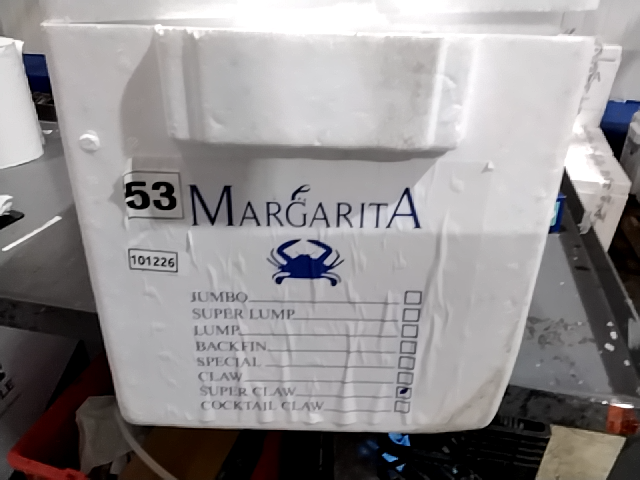 53 MARGARITA
101226
JUMBO
SUPER LUMP
LUMP
BACKFIN
SPECIAL
CLAW
SUPER CLAW
COCKTAIL CLAW